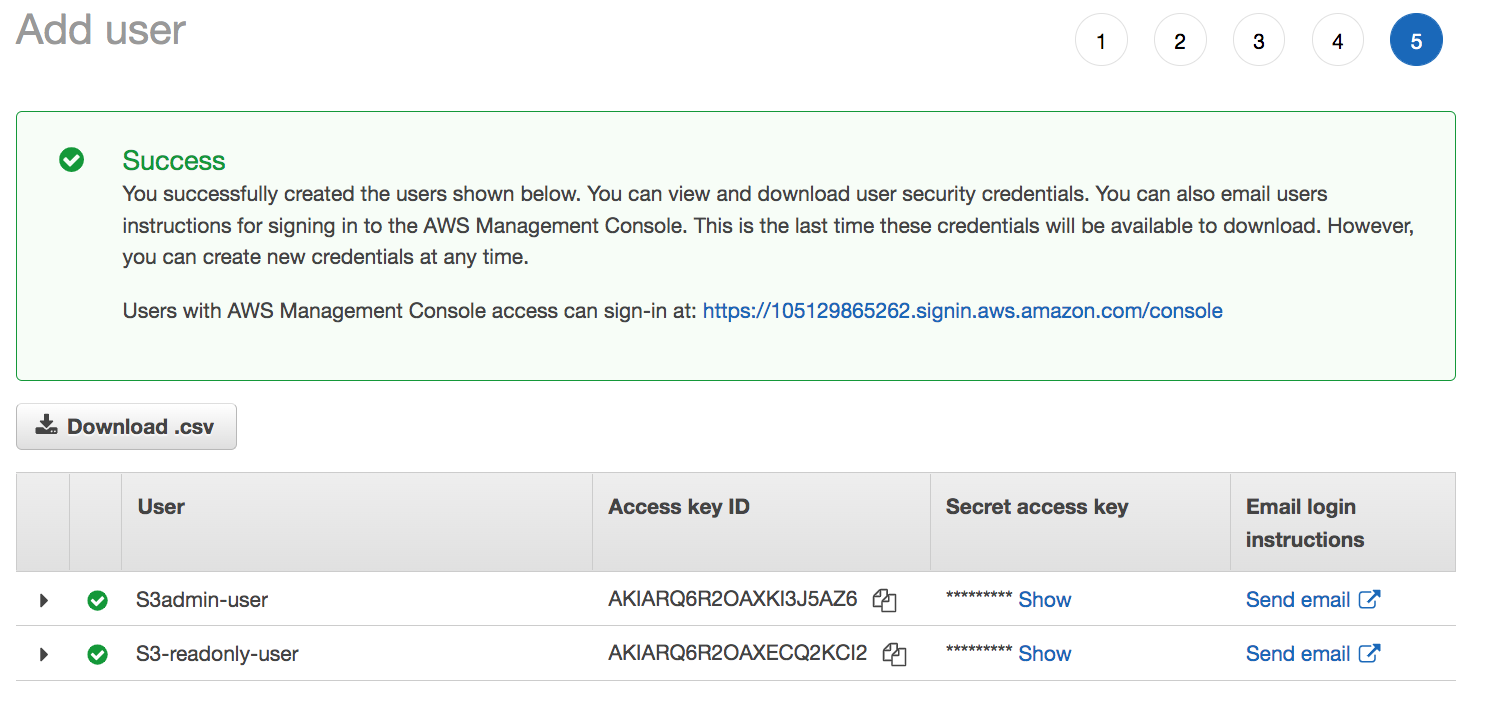 Add user
1 2 3 4 5
Success
You successfully created the users shown below. You can view and download user security credentials. You can also email users
instructions for signing in to the AWS Management Console. This is the last time these credentials will be available to download. However,
you can create new credentials at any time.
Users with AWS Management Console access can sign-in at: https://105129865262.signin.aws.amazon.com/console
Download .csv
User Access key ID Secret access key Email login
instructions
S3admin-user AKIARQ6R2OAXKI3J5AZ6 ********* Show Send email
S3-readonly-user AKIARQ6R2OAXECQ2KCI2 ********* Show Send email